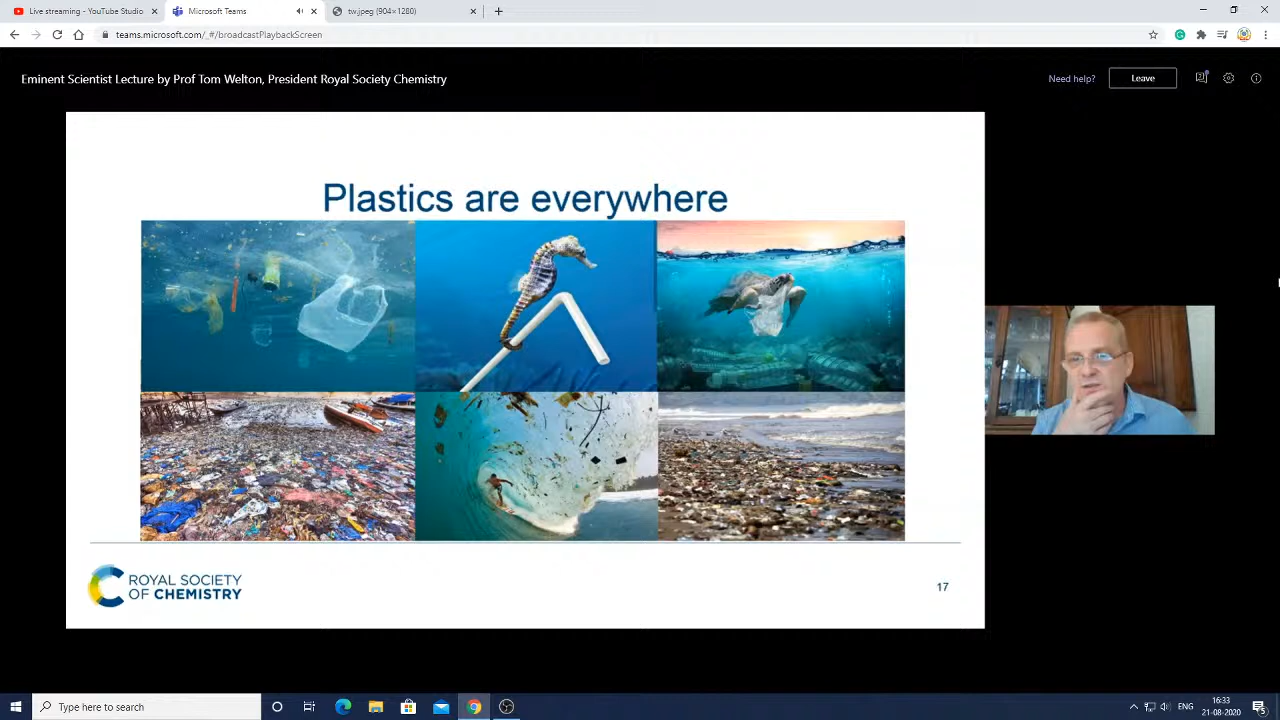 Live streaming - YouTube Studio
Microsoft Teams
tw.jpeg (904×1280)
teams.microsoft.com/_#/broadcastPlaybackScreen
Eminent Scientist Lecture by Prof Tom Welton, President Royal Society Chemistry
Need help?
Leave
Plastics are everywhere
ROYAL SOCIETY
OF CHEMISTRY
17
Type here to search
ENG
16:33
21-08-2020